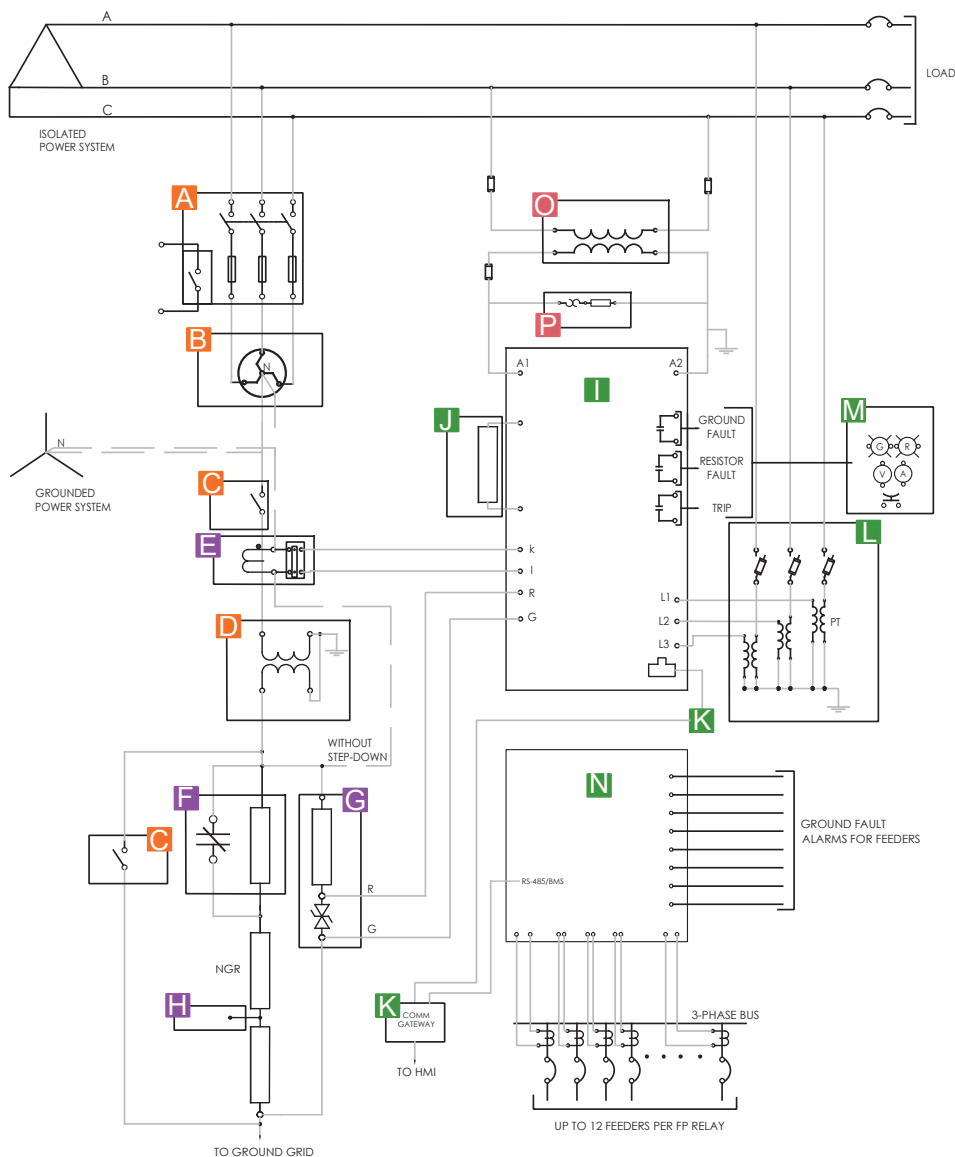 A
B
C
LOAD
ISOLATED
POWER SYSTEM
A
O
B
N
P
A1
A2
I
J
M
GROUND
FAULT
G
R
N
RESISTOR
FAULT
V
A
GROUNDED
POWER SYSTEM
C
TRIP
L
E
k
l
R
G
L1
L2
L3
PT
D
K
WITHOUT
STEP-DOWN
F
G
N
C
GROUND FAULT
ALARMS FOR FEEDERS
R
RS-485/BMS
G
NGR
H
K
COMM
GATEWAY
3-PHASE BUS
TO HMI
UP TO 12 FEEDERS PER FP RELAY
TO GROUND GRID